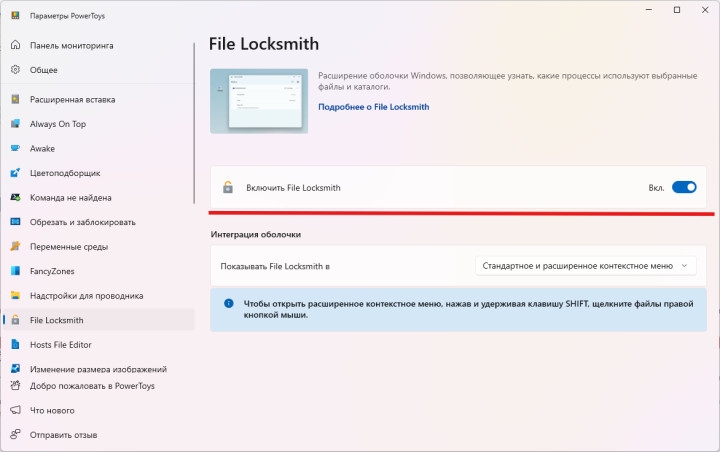 Параметры PowerToys
Панель мониторинга
Общее
Расширенная вставка
Always On Top
Awake
Цветоподборщик
Команда не найдена
Обрезать и заблокировать
Переменные среды
FancyZones
Надстройки для проводника
File Locksmith
Hosts File Editor
Изменение размера изображений
Добро пожаловать в PowerToys
Что нового
Отправить отзыв
File Locksmith
Расширение оболочки Windows, позволяющее узнать, какие процессы используют выбранные
файлы и каталоги.
Подробнее о File Locksmith
Включить File Locksmith
Вкл.
Интеграция оболочки
Показывать File Locksmith в
Стандартное и расширенное контекстное меню
Чтобы открыть расширенное контекстное меню, нажав и удерживая клавишу SHIFT, щелкните файлы правой
кнопкой мыши.